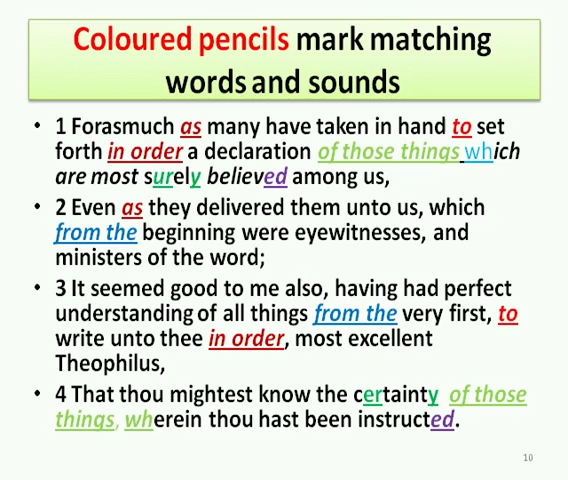 Coloured pencils mark matching
words and sounds
• 1 Forasmuch as many have taken in hand to set
forth in order a declaration of those things which
are most surely believed among us,
• 2 Even as they delivered them unto us, which
from the beginning were eyewitnesses, and
ministers of the word;
• 3 It seemed good to me also, having had perfect
understanding of all things from the very first, to
write unto thee in order, most excellent
Theophilus,
• 4 That thou mightest know the certainty of those
things, wherein thou hast been instructed.
10